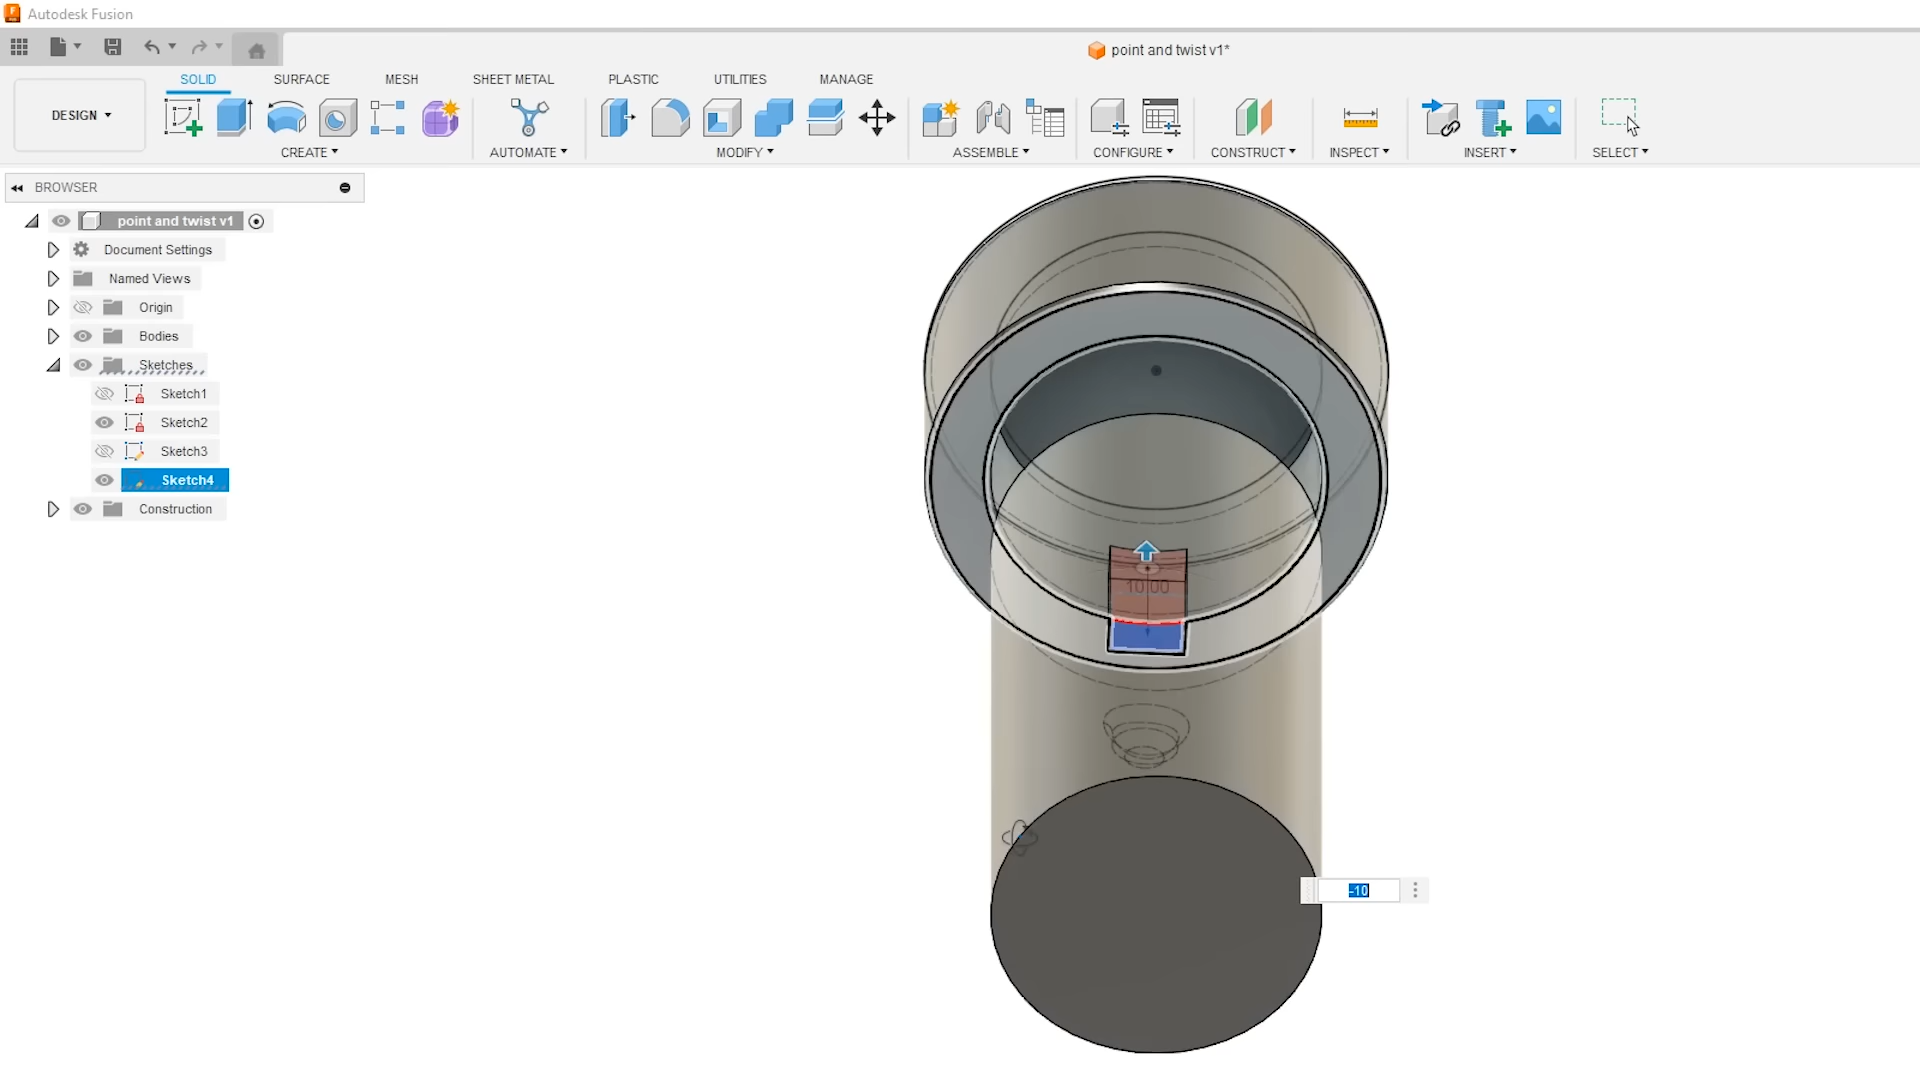 Autodesk Fusion
point and twist v1*
DESIGN
SOLID SURFACE MESH SHEET METAL PLASTIC UTILITIES MANAGE
CREATE AUTOMATE MODIFY ASSEMBLE CONFIGURE CONSTRUCT INSPECT INSERT SELECT
BROWSER
point and twist v1
Document Settings
Named Views
Origin
Bodies
Sketches
Sketch1
Sketch2
Sketch3
Sketch4
Construction
10.00
-10